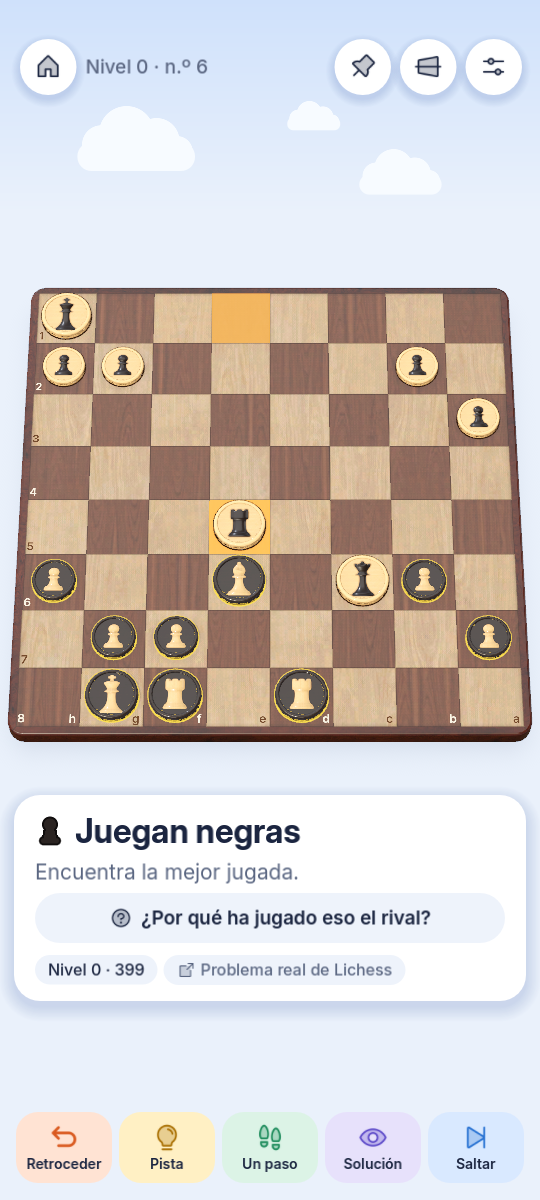 Nivel 0 · n.º 6
1
2
3
4
5
6
7
8 h g f e d c b a
Juegan negras
Encuentra la mejor jugada.
¿Por qué ha jugado eso el rival?
Nivel 0 · 399 Problema real de Lichess
Retroceder Pista Un paso Solución Saltar